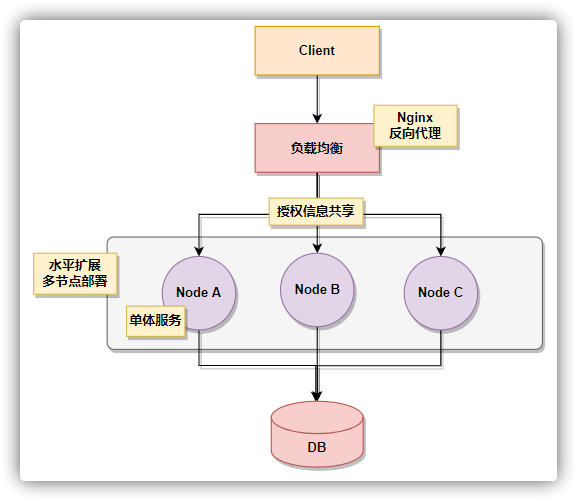 Client
Nginx
反向代理
负载均衡
授权信息共享
水平扩展
多节点部署
Node A
Node B
Node C
单体服务
DB